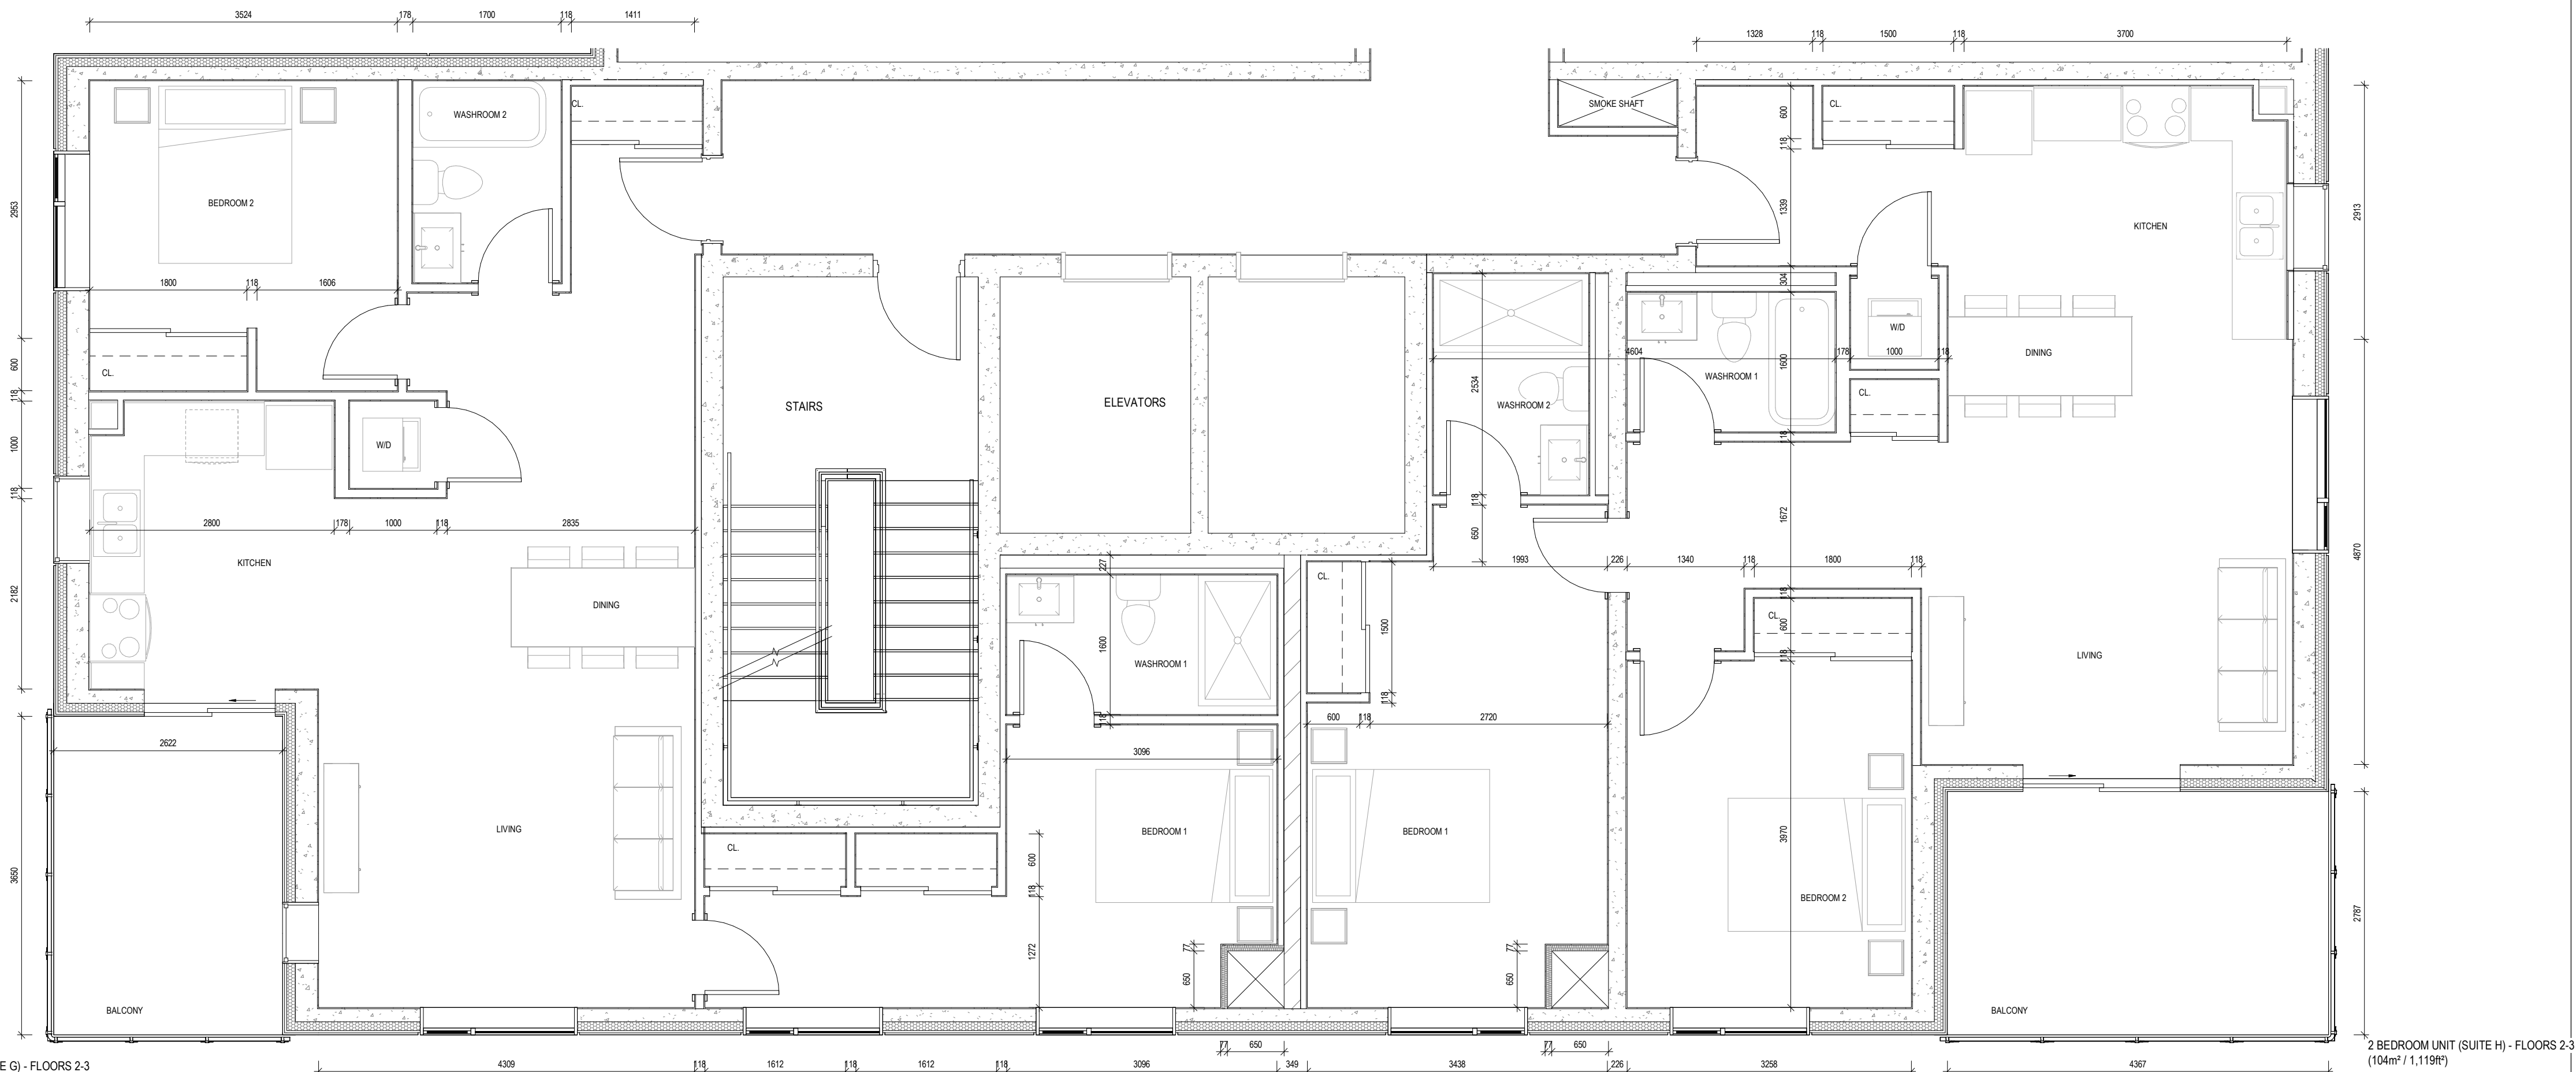 3524 178 1700 118 1411
1328 118 1500 118 3700
CL.
WASHROOM 2
SMOKE SHAFT
CL.
600
118
2953
BEDROOM 2
1339
KITCHEN
2913
1800 118 1606
304
W/D
DINING
4604 178 1000 118
600
CL.
118
1600
WASHROOM 1
2534
CL.
STAIRS
ELEVATORS
WASHROOM 2
1000
W/D
118
118
118
2800 178 1000 118 2835
650
1672
KITCHEN
227
1993 226 1340 118 1800 118
4870
CL.
2182
DINING
118
CL.
600
1500
1600
WASHROOM 1
118
LIVING
118
118
600 118 2720
2622
3096
LIVING
BEDROOM 1
BEDROOM 1
3970
CL.
600
3650
118
BEDROOM 2
2787
1272
77
650
77
650
BALCONY
BALCONY
77 650
77 650
2 BEDROOM UNIT (SUITE H) - FLOORS 2-3
(104m² / 1,119ft²)
E G) - FLOORS 2-3
4309 118 1612 118 1612 118 3096 349 3438 226 3258 4367